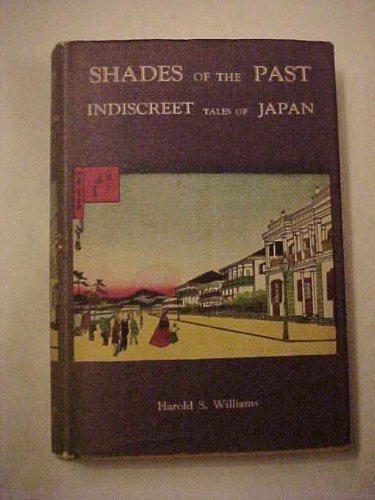 SHADES OF THE PAST
INDISCREET TALES OF JAPAN
Harold S. Williams